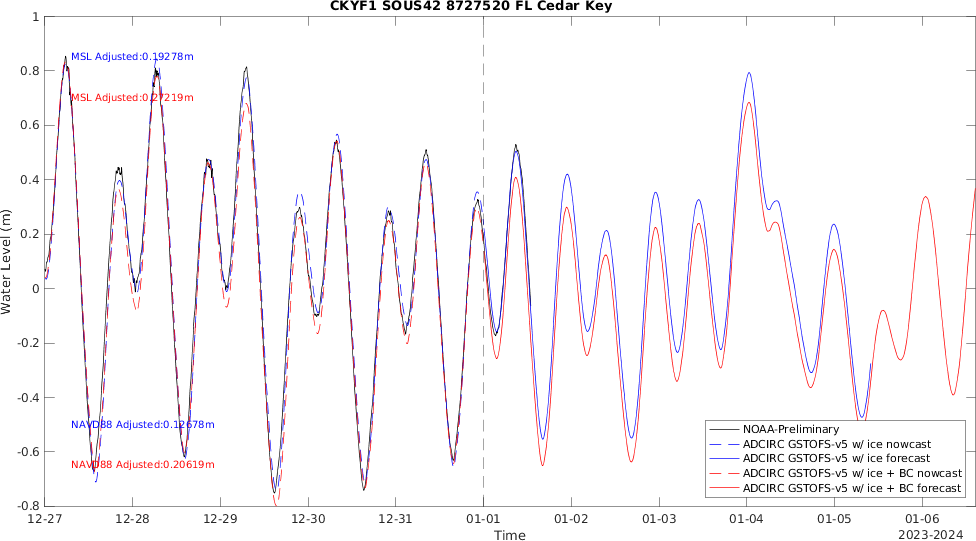 CKYF1 SOUS42 8727520 FL Cedar Key
1
0.8
0.6
0.4
0.2
0
-0.2
-0.4
-0.6
-0.8
Water Level (m)
MSL Adjusted:0.19278m
MSL Adjusted:0.27219m
NAVD88 Adjusted:0.12678m
NAVD88 Adjusted:0.20619m
NOAA-Preliminary
ADCIRC GSTOFS-v5 w/ ice nowcast
ADCIRC GSTOFS-v5 w/ ice forecast
ADCIRC GSTOFS-v5 w/ ice + BC nowcast
ADCIRC GSTOFS-v5 w/ ice + BC forecast
12-27 12-28 12-29 12-30 12-31 01-01 01-02 01-03 01-04 01-05 01-06
Time
2023-2024